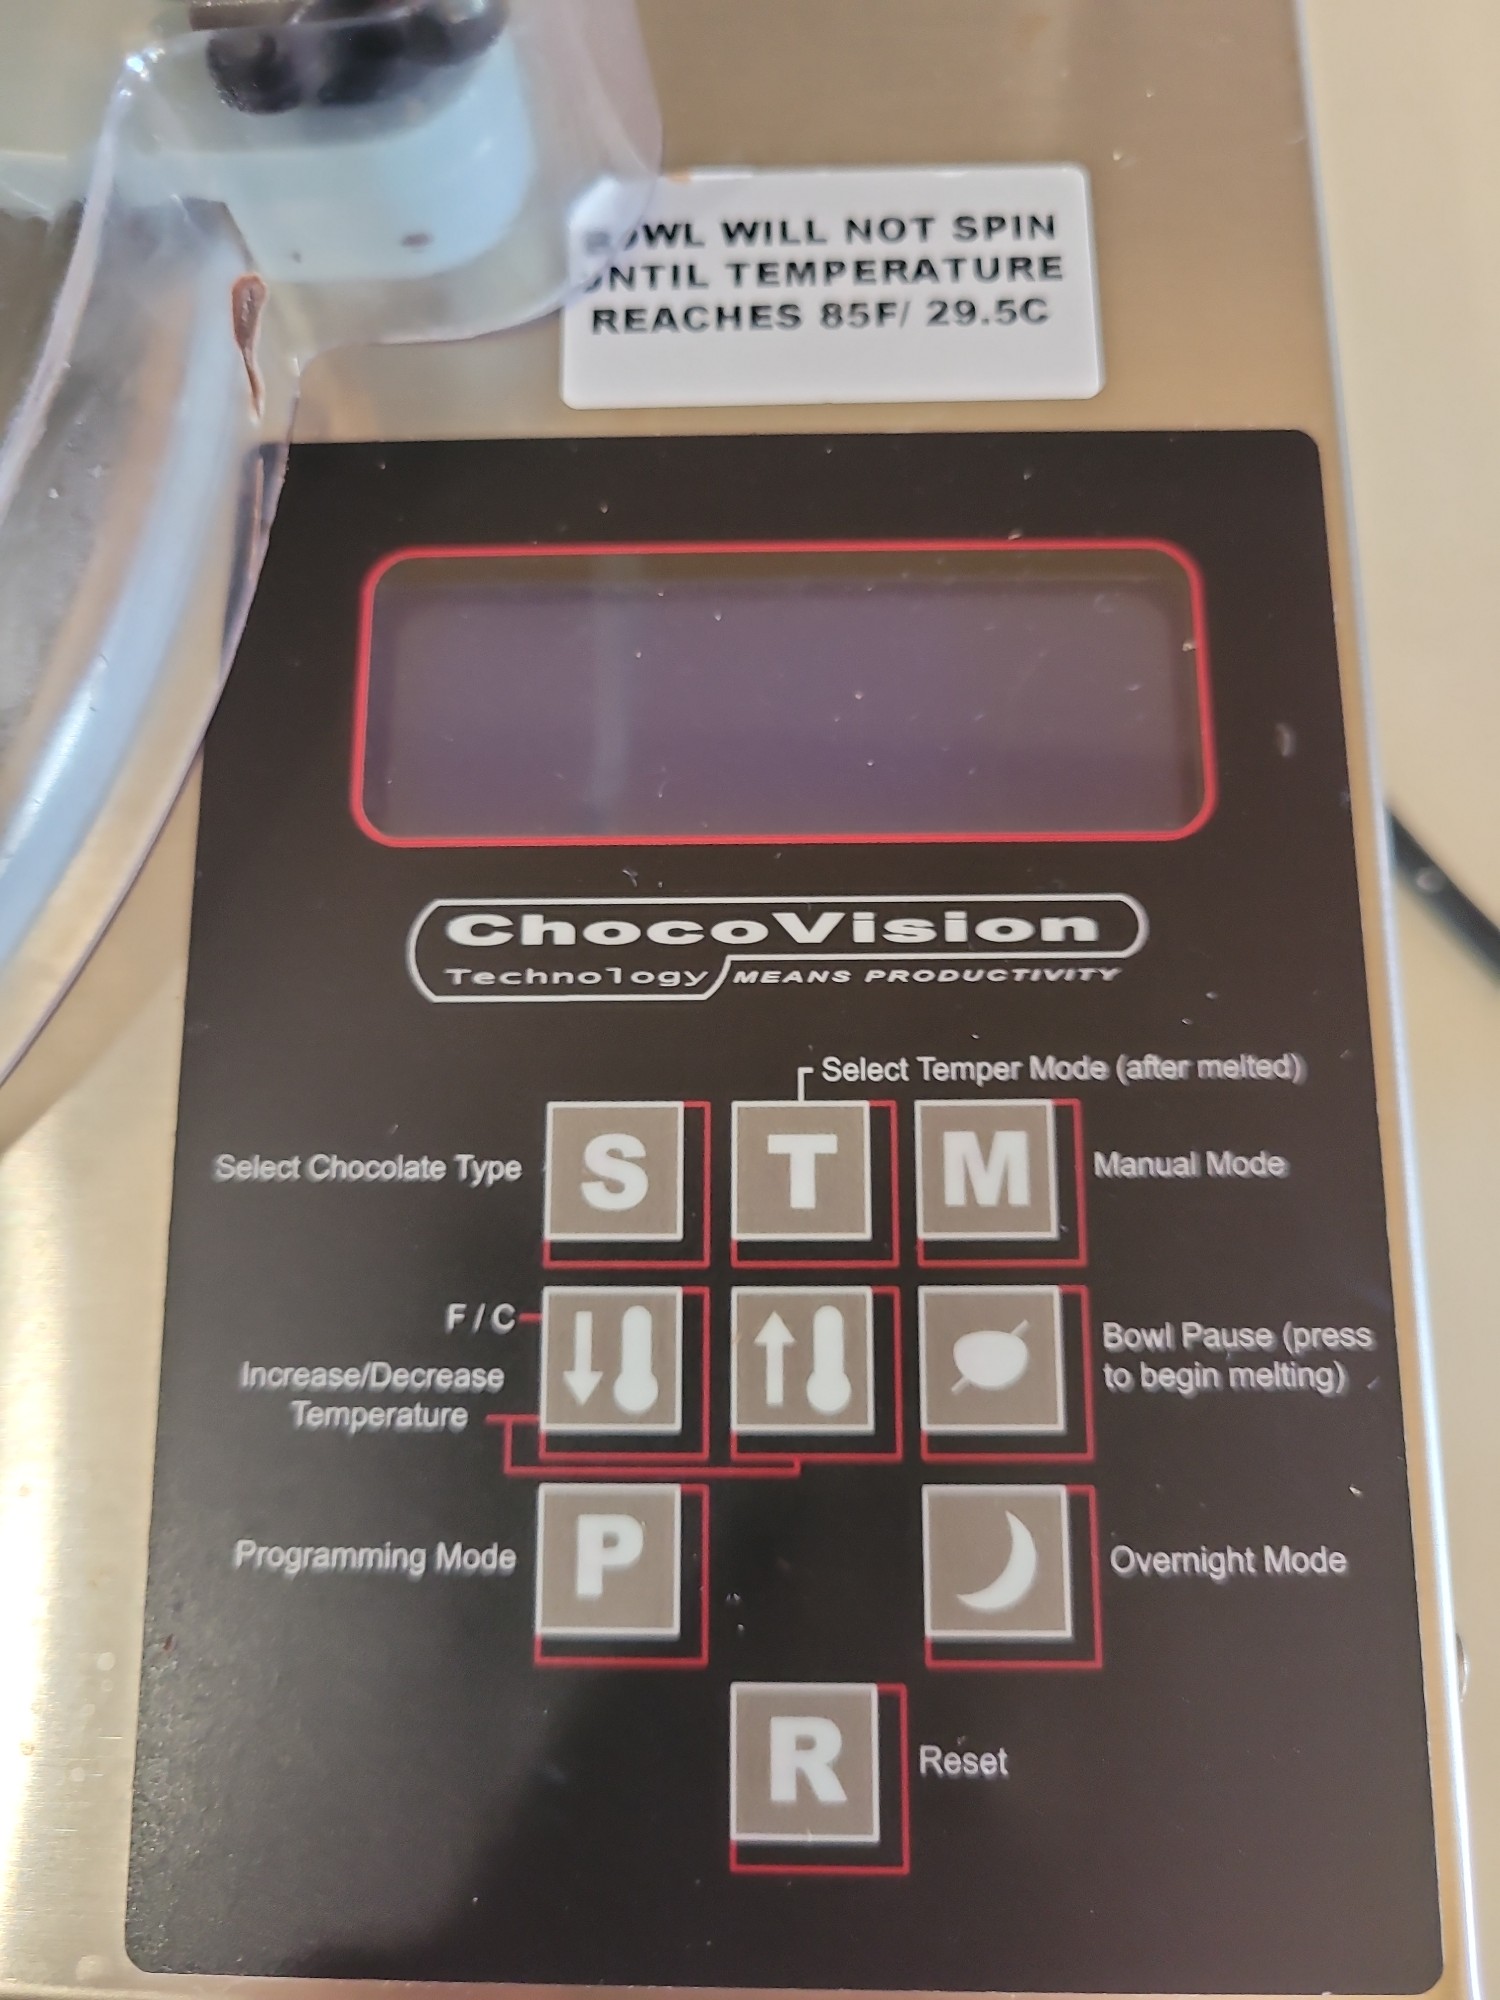 WILL NOT SPIN
UNTIL TEMPERATURE
REACHES 85F/ 29.5C
ChocoVision
Technology MEANS PRODUCTIVITY
Select Temper Mode (after melted)
Select Chocolate Type
S
T
M
Manual Mode
F / C
Increase/Decrease
Temperature
Bowl Pause (press
to begin melting)
Programming Mode
P
Overnight Mode
R
Reset